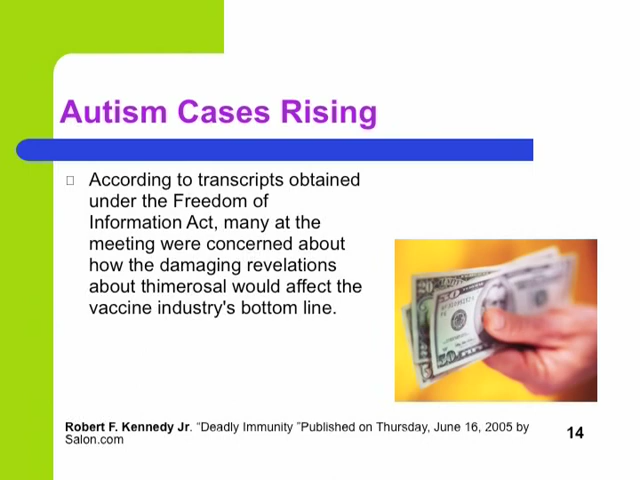 Autism Cases Rising
According to transcripts obtained
under the Freedom of
Information Act, many at the
meeting were concerned about
how the damaging revelations
about thimerosal would affect the
vaccine industry's bottom line.
Robert F. Kennedy Jr. “Deadly Immunity ”Published on Thursday, June 16, 2005 by
Salon.com
14